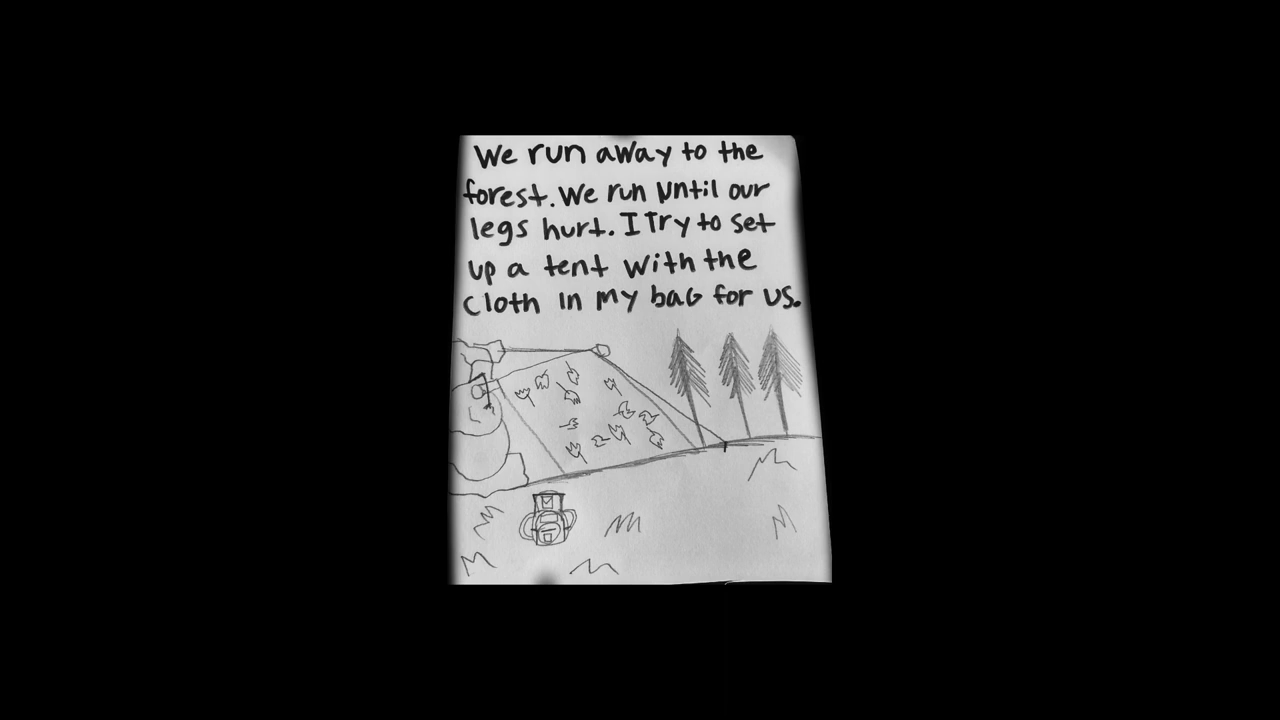 We run away to the
forest. We run until our
legs hurt. I Try to set
up a tent with the
cloth in my bag for us.